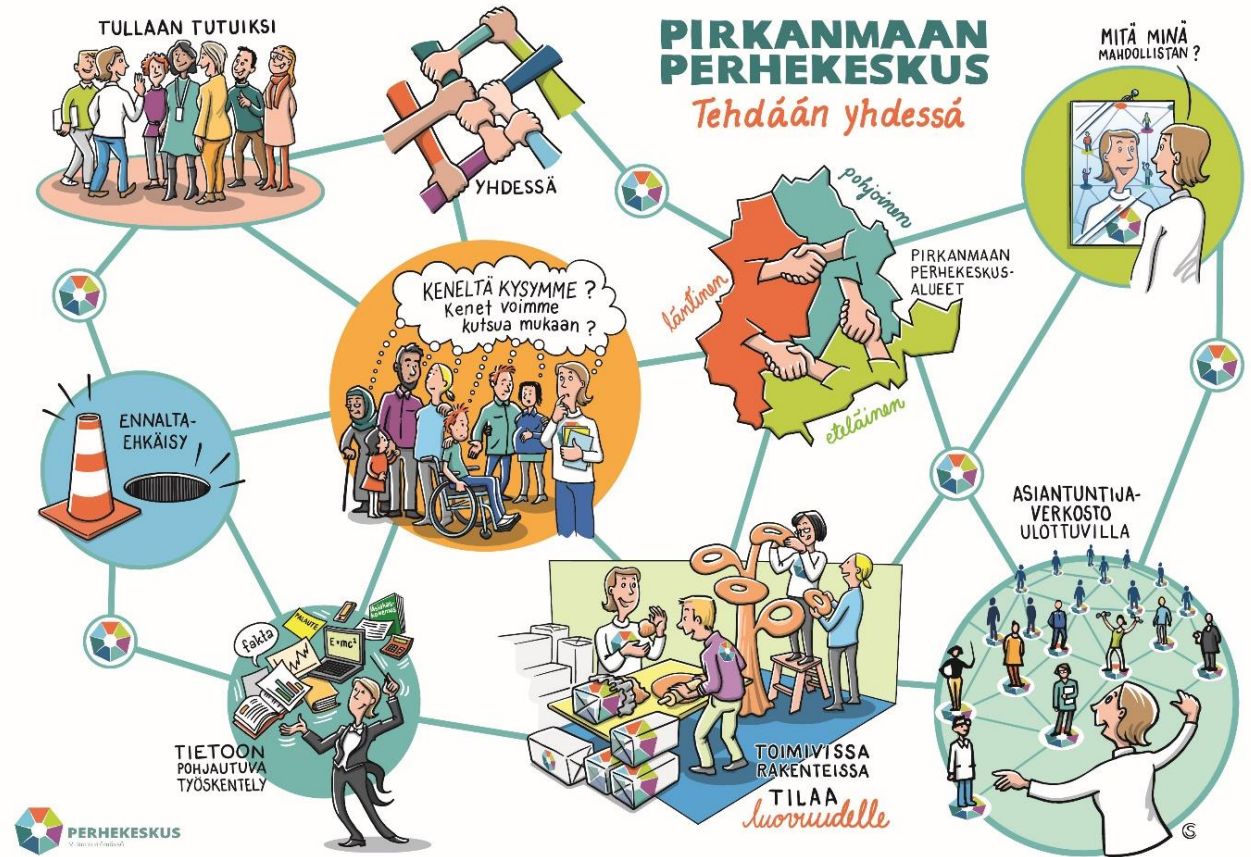 TULLAAN TUTUIKSI
YHDESSÄ
PIRKANMAAN
PERHEKESKUS
Tehdään yhdessä
MITÄ MINÄ
MAHDOLLISTAN?
pohjoinen
läntinen
eteläinen
PIRKANMAAN
PERHEKESKUS-
ALUEET
KENELTÄ KYSYMME?
Kenet voimme
kutsua mukaan?
ENNALTA-
EHKÄISY
ASIANTUNTIJA-
VERKOSTO
ULOTTUVILLA
fakta
PALAUTE
E=mc²
TIETOON
POHJAUTUVA
TYÖSKENTELY
TOIMIVISSA
RAKENTEISSA
TILAA
luovuudelle
PERHEKESKUS